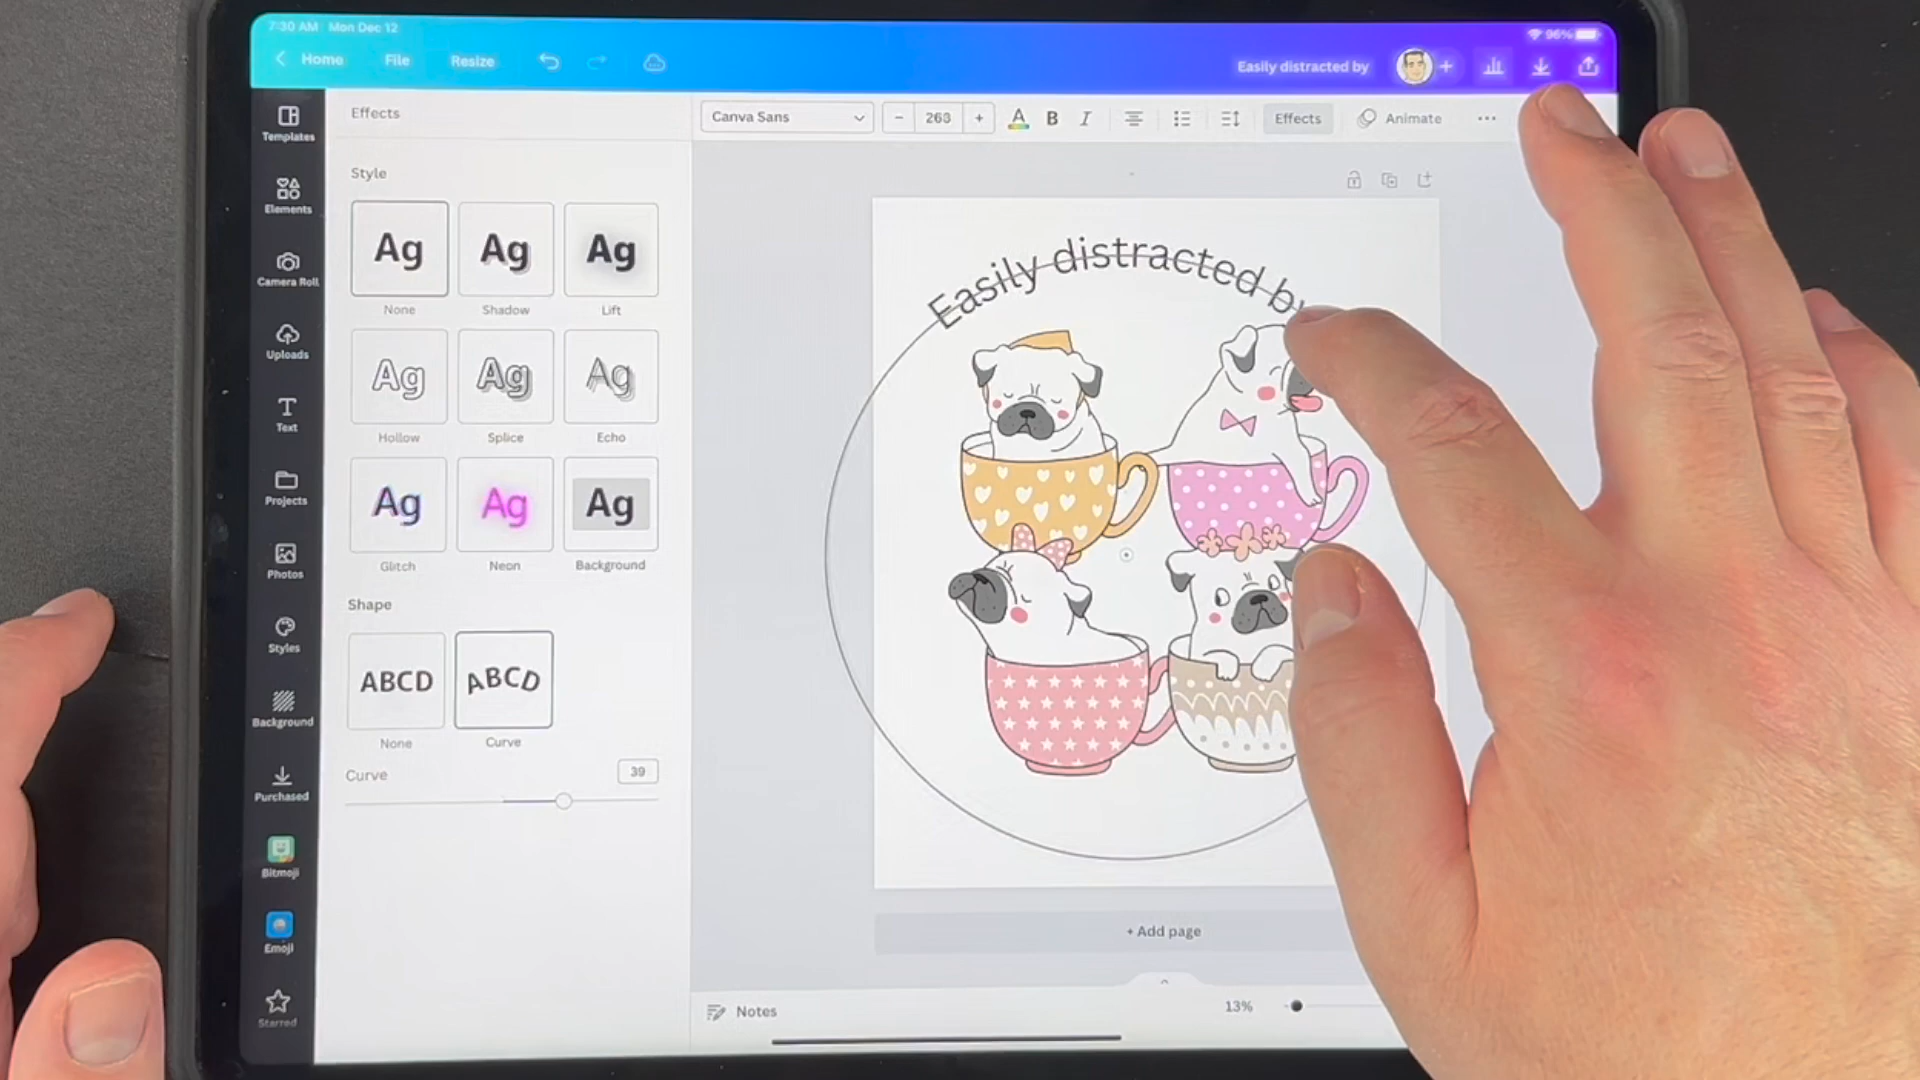 7:30 AM Mon Dec 12
96%
Home
File
Resize
Easily distracted by
Templates
Elements
Camera Roll
Uploads
Text
Projects
Photos
Styles
Background
Purchased
Bitmoji
Emoji
Starred
Effects
Style
Ag
Ag
Ag
None
Shadow
Lift
Ag
Ag
Ag
Hollow
Splice
Echo
Ag
Ag
Ag
Glitch
Neon
Background
Shape
ABCD
ABCD
None
Curve
Curve
39
Canva Sans
− 268 +
A
B
I
Effects
Animate
Easily distracted by
+ Add page
Notes
13%